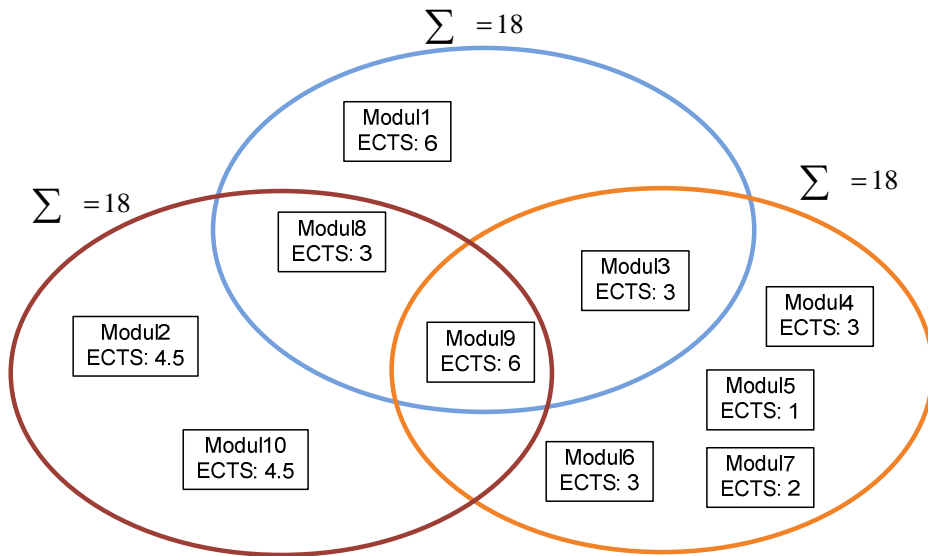 ∑ =18
Modul1
ECTS: 6
∑ =18
∑ =18
Modul8
ECTS: 3
Modul3
ECTS: 3
Modul4
ECTS: 3
Modul2
ECTS: 4.5
Modul9
ECTS: 6
Modul5
ECTS: 1
Modul10
ECTS: 4.5
Modul6
ECTS: 3
Modul7
ECTS: 2